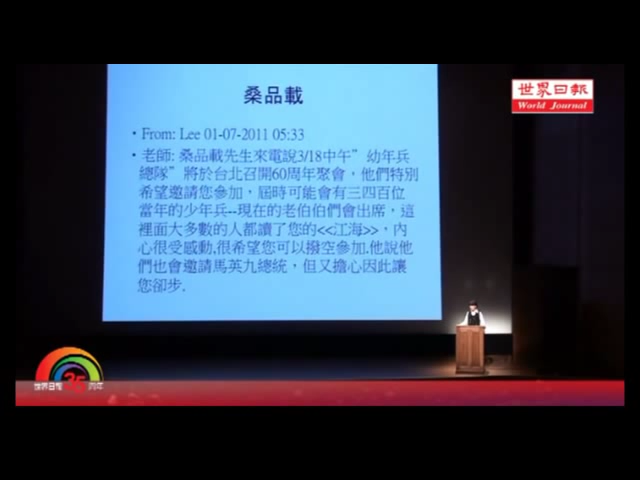 世界日報
World Journal
桑品載
• From: Lee 01-07-2011 05:33
• 老師: 桑品載先生來電說3/18中午”幼年兵
總隊”將於台北召開60周年聚會，他們特別
希望邀請您參加，屆時可能會有三四百位
當年的少年兵--現在的老伯伯們會出席，這
裡面大多數的人都讀了您的<<江海>>，內
心很受感動,很希望您可以撥空參加.他說他
們也會邀請馬英九總統，但又擔心因此讓
您卻步.
世界日報 35 周年